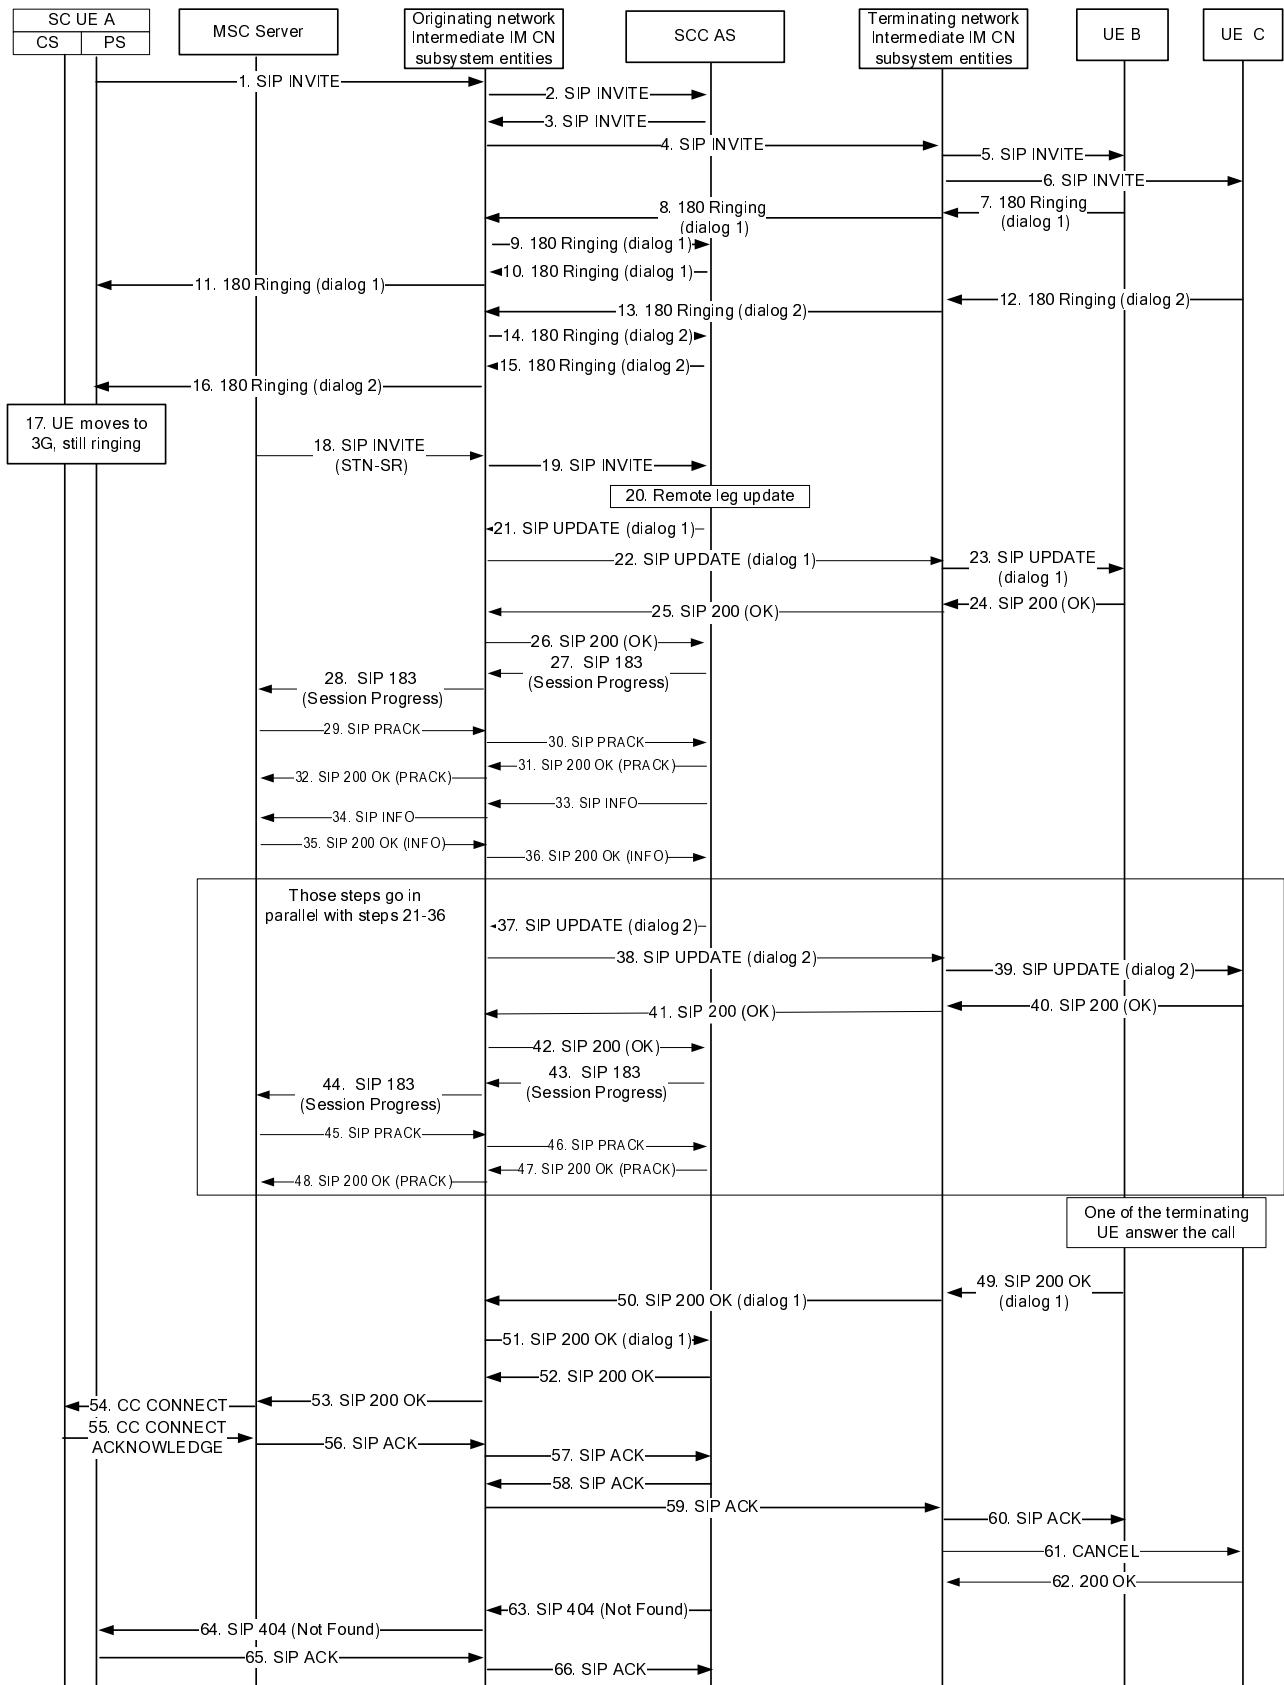 SC UE A
CS
PS
MSC Server
Originating network
Intermediate IM CN
subsystem entities
SCC AS
Terminating network
Intermediate IM CN
subsystem entities
UE B
UE C
1. SIP INVITE
2. SIP INVITE
3. SIP INVITE
4. SIP INVITE
5. SIP INVITE
6. SIP INVITE
7. 180 Ringing
(dialog 1)
8. 180 Ringing
(dialog 1)
9. 180 Ringing (dialog 1)
10. 180 Ringing (dialog 1)
11. 180 Ringing (dialog 1)
12. 180 Ringing (dialog 2)
13. 180 Ringing (dialog 2)
14. 180 Ringing (dialog 2)
15. 180 Ringing (dialog 2)
16. 180 Ringing (dialog 2)
17. UE moves to
3G, still ringing
18. SIP INVITE
(STN-SR)
19. SIP INVITE
20. Remote leg update
21. SIP UPDATE (dialog 1)
22. SIP UPDATE (dialog 1)
23. SIP UPDATE
(dialog 1)
24. SIP 200 (OK)
25. SIP 200 (OK)
26. SIP 200 (OK)
27. SIP 183
(Session Progress)
28. SIP 183
(Session Progress)
29. SIP PRACK
30. SIP PRACK
31. SIP 200 OK (PRACK)
32. SIP 200 OK (PRACK)
33. SIP INFO
34. SIP INFO
35. SIP 200 OK (INFO)
36. SIP 200 OK (INFO)
Those steps go in
parallel with steps 21-36
37. SIP UPDATE (dialog 2)
38. SIP UPDATE (dialog 2)
39. SIP UPDATE (dialog 2)
40. SIP 200 (OK)
41. SIP 200 (OK)
42. SIP 200 (OK)
43. SIP 183
(Session Progress)
44. SIP 183
(Session Progress)
45. SIP PRACK
46. SIP PRACK
47. SIP 200 OK (PRACK)
48. SIP 200 OK (PRACK)
One of the terminating
UE answer the call
49. SIP 200 OK
(dialog 1)
50. SIP 200 OK (dialog 1)
51. SIP 200 OK (dialog 1)
52. SIP 200 OK
53. SIP 200 OK
54. CC CONNECT
55. CC CONNECT
ACKNOWLEDGE
56. SIP ACK
57. SIP ACK
58. SIP ACK
59. SIP ACK
60. SIP ACK
61. CANCEL
62. 200 OK
63. SIP 404 (Not Found)
64. SIP 404 (Not Found)
65. SIP ACK
66. SIP ACK